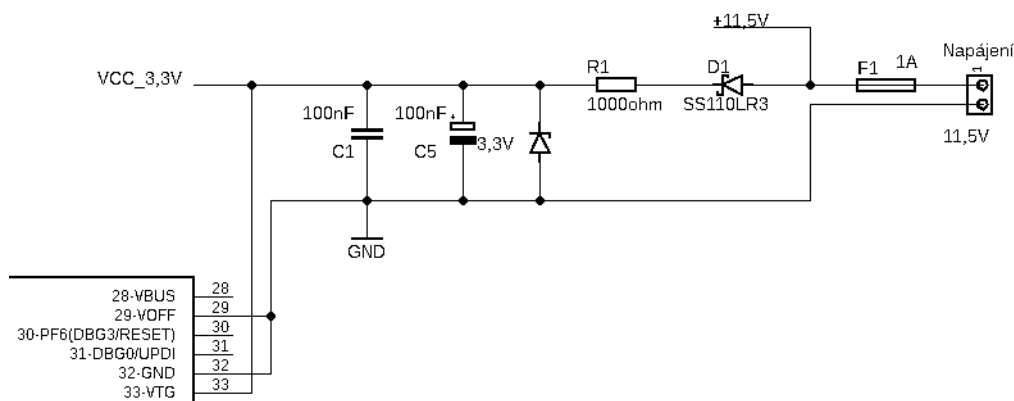 +11,5V
Napájení
VCC_3,3V
R1
D1
F1
1A
1
1000ohm
SS110LR3
100nF
C1
100nF
+
C5
3,3V
11,5V
GND
28-VBUS 28
29-VOFF 29
30-PF6(DBG3/RESET) 30
31-DBG0/UPDI 31
32-GND 32
33-VTG 33